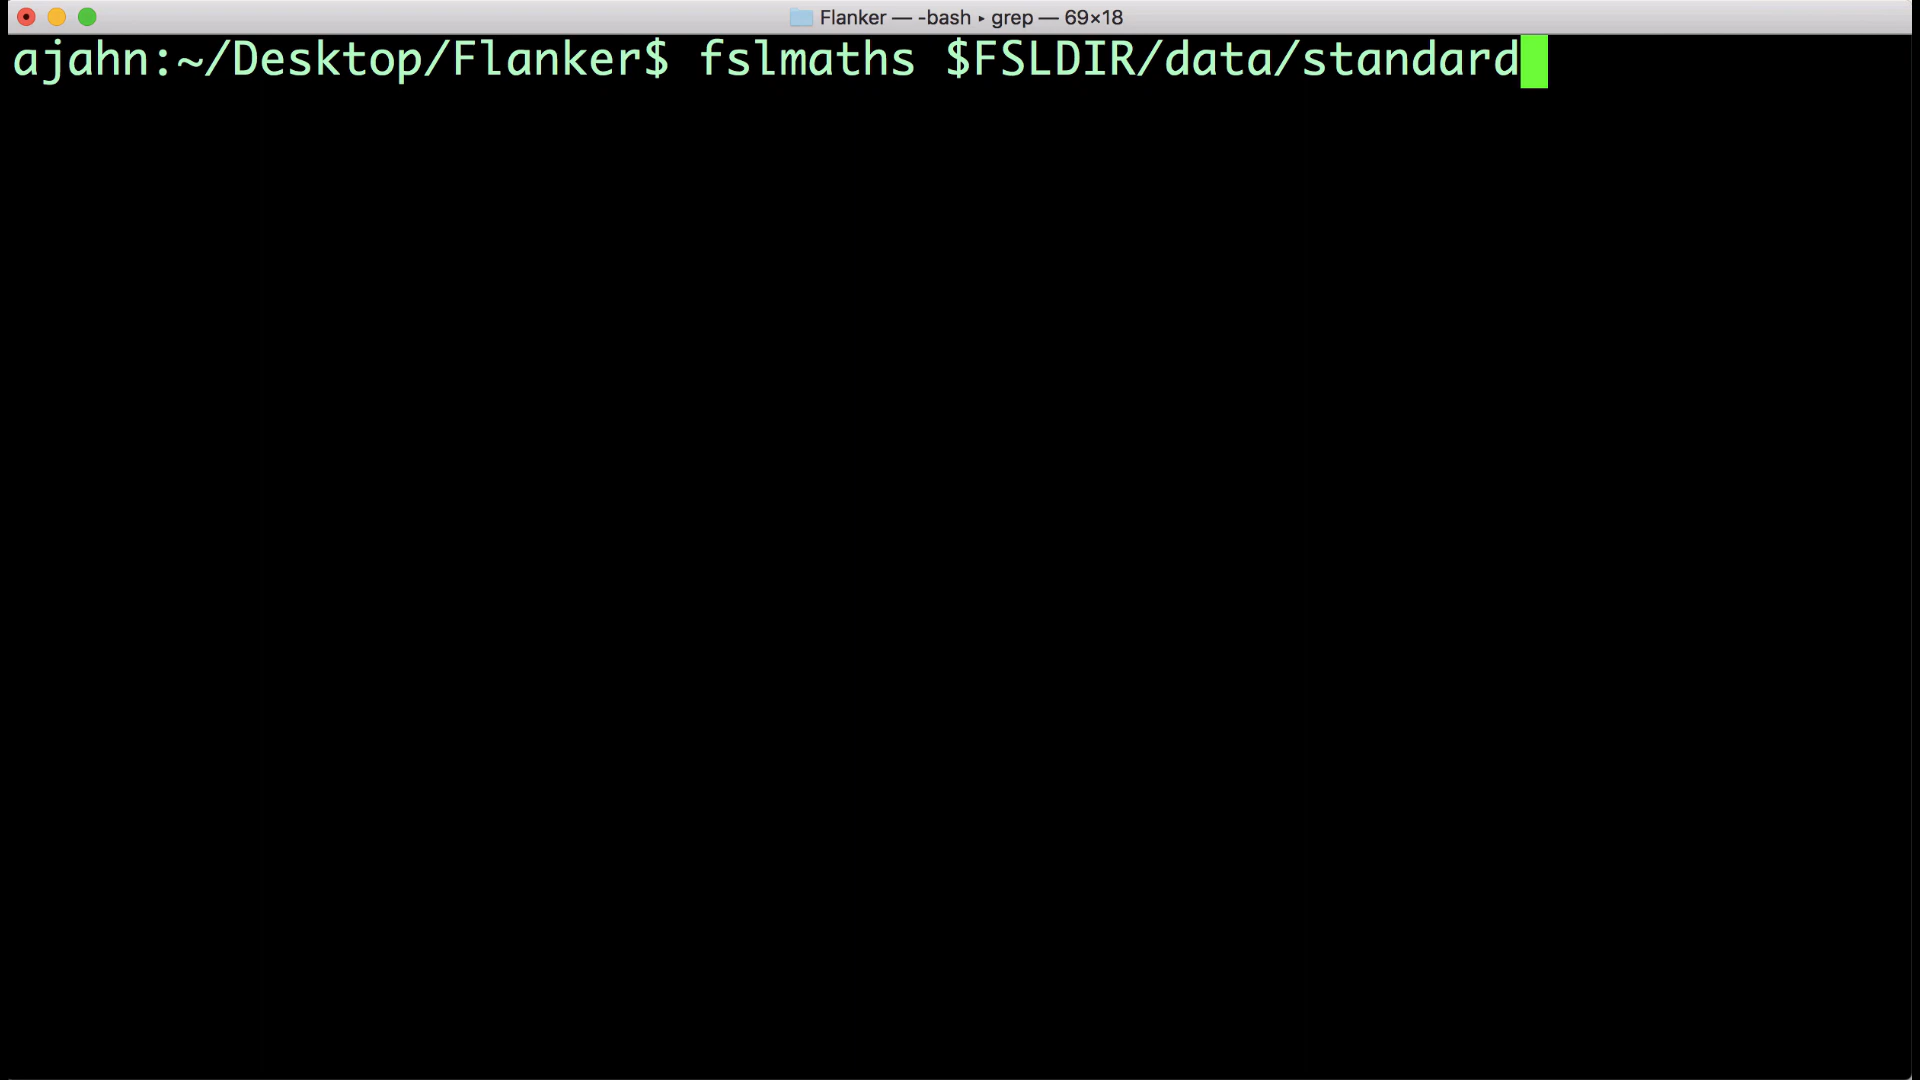 Flanker — -bash ▸ grep — 69×18
ajahn:~/Desktop/Flanker$ fslmaths $FSLDIR/data/standard